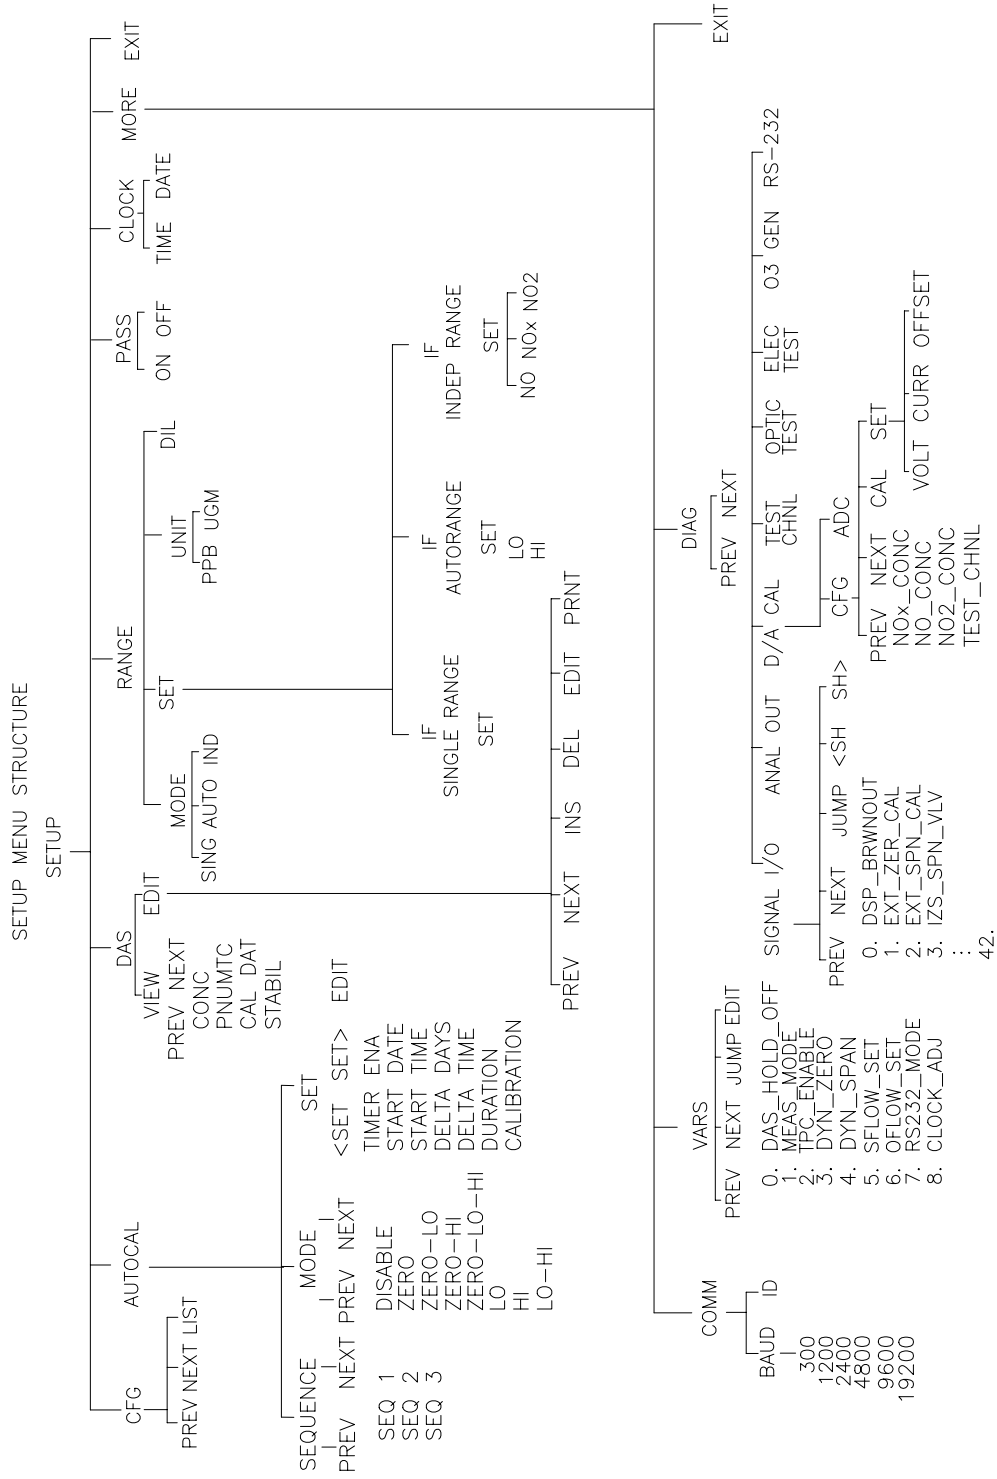 SETUP MENU STRUCTURE
SETUP
CFG
PREV NEXT LIST
AUTOCAL
SEQUENCE
PREV NEXT
SEQ 1
SEQ 2
SEQ 3
MODE
PREV NEXT
DISABLE
ZERO
ZERO-LO
ZERO-HI
ZERO-LO-HI
LO
HI
LO-HI
SET
<SET SET> EDIT
TIMER ENA
START DATE
START TIME
DELTA DAYS
DELTA TIME
DURATION
CALIBRATION
DAS
VIEW
PREV NEXT
CONC
PNUMTC
CAL DAT
STABIL
EDIT
PREV NEXT INS DEL EDIT PRNT
RANGE
MODE
SING AUTO IND
SET
IF
SINGLE RANGE
SET
IF
AUTORANGE
SET
LO
HI
IF
INDEP RANGE
SET
NO NOx NO2
UNIT
PPB UGM
DIL
PASS
ON OFF
CLOCK
TIME DATE
MORE
EXIT
COMM
BAUD ID
300
1200
2400
4800
9600
19200
VARS
PREV NEXT JUMP EDIT
0. DAS_HOLD_OFF
1. MEAS_MODE
2. TPC_ENABLE
3. DYN_ZERO
4. DYN_SPAN
5. SFLOW_SET
6. OFLOW_SET
7. RS232_MODE
8. CLOCK_ADJ
DIAG
PREV NEXT
SIGNAL I/O
PREV NEXT JUMP <SH SH>
0. DSP_BRWNOUT
1. EXT_ZER_CAL
2. EXT_SPN_CAL
3. IZS_SPN_VLV
:
42.
ANAL OUT
D/A CAL
CFG
PREV NEXT CAL SET
NOx_CONC
NO_CONC
NO2_CONC
TEST_CHNL
VOLT CURR OFFSET
ADC
TEST
CHNL
OPTIC
TEST
ELEC
TEST
O3 GEN
RS-232
EXIT